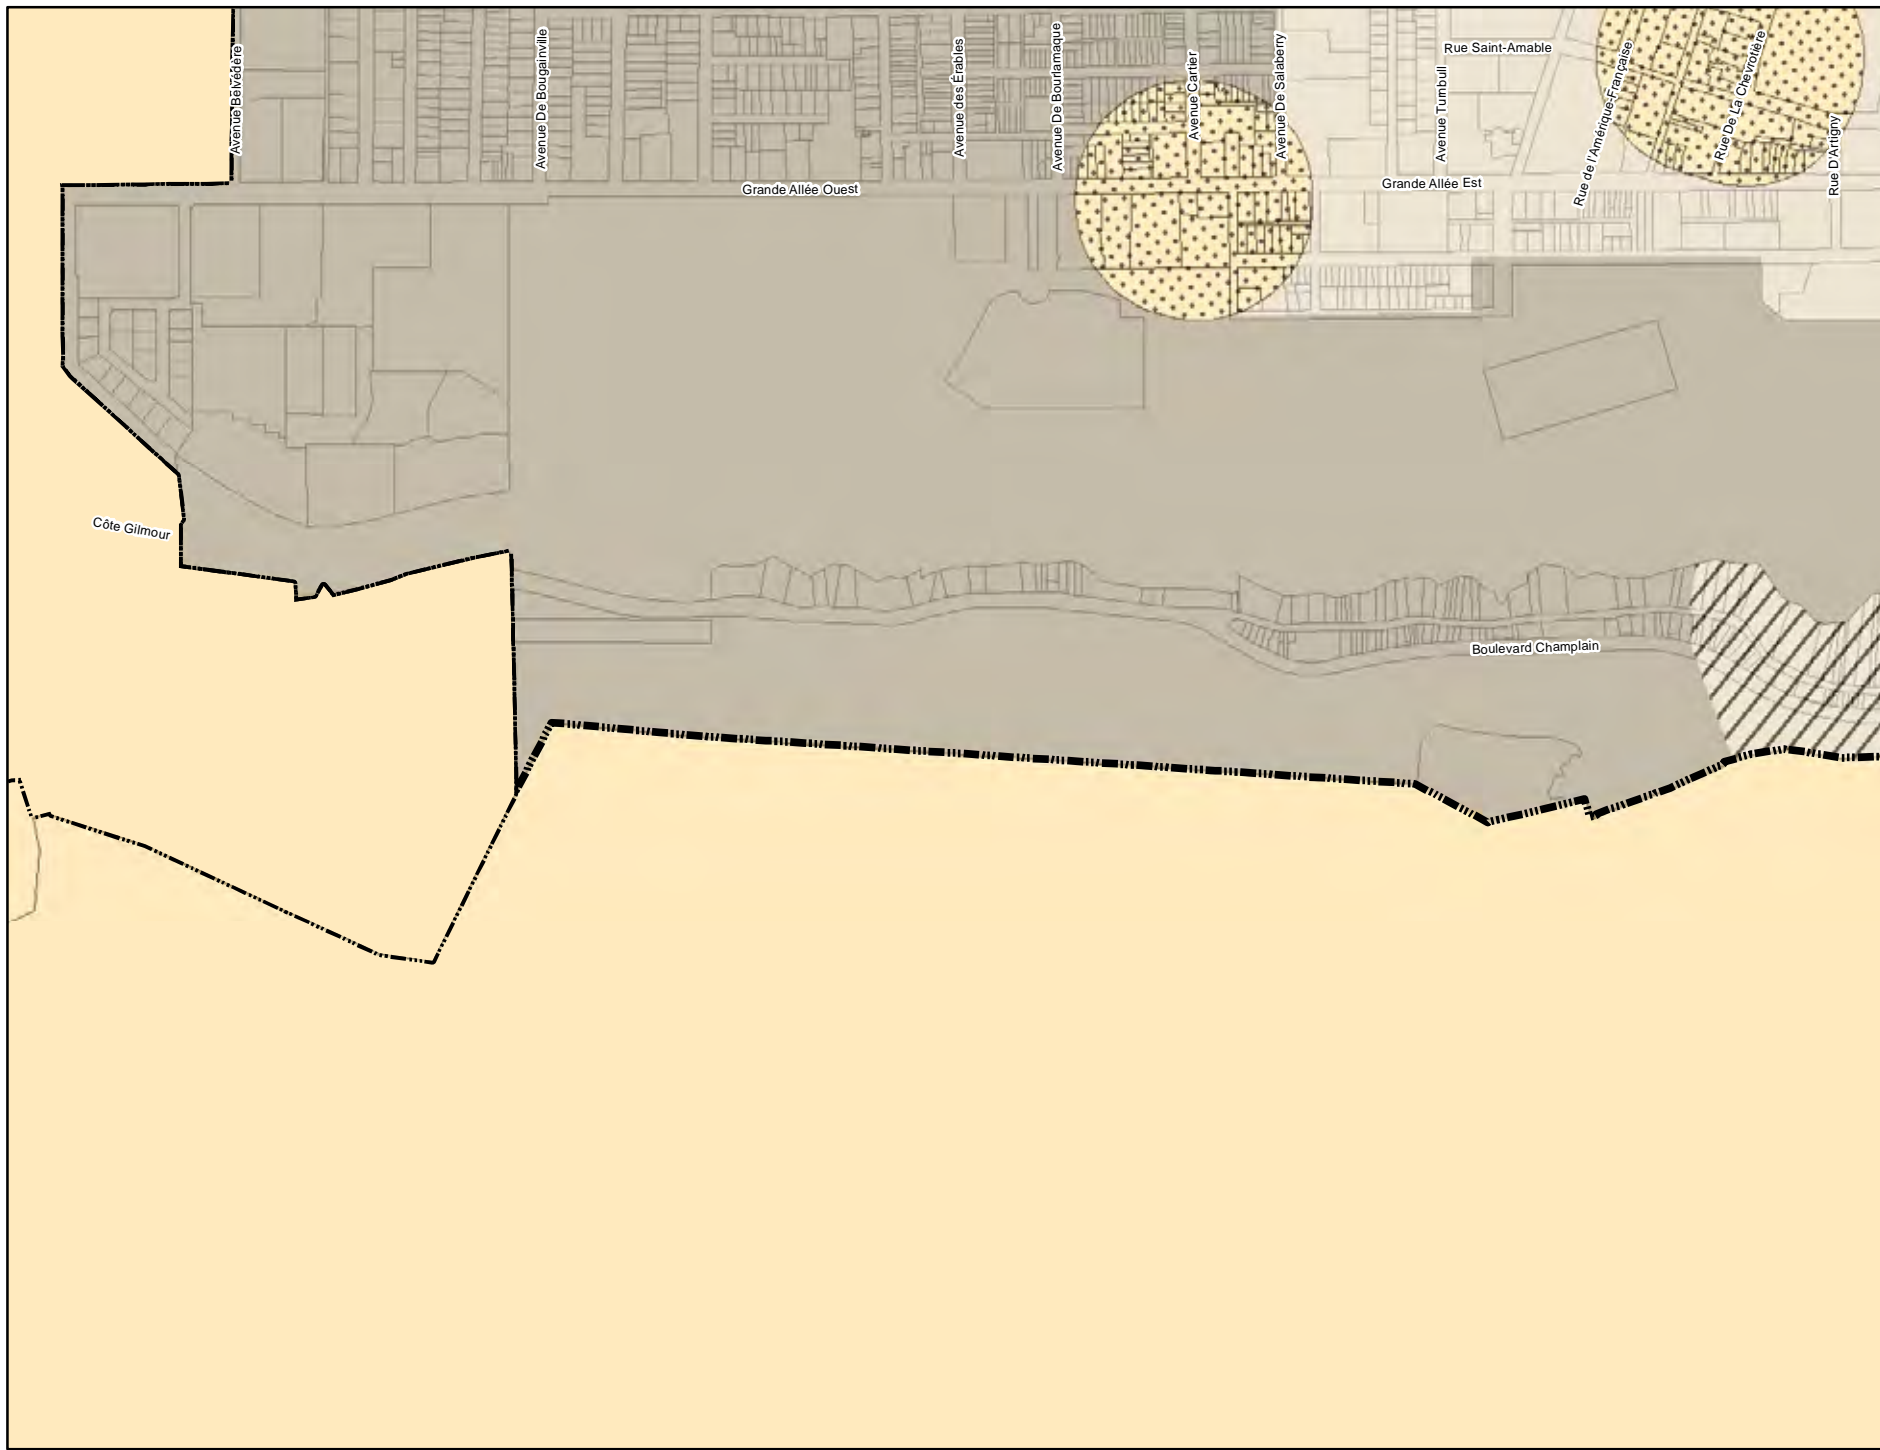 Avenue Belvédère
Avenue De Bougainville
Avenue des Érables
Avenue De Bourlamaque
Avenue Cartier
Avenue De Salaberry
Avenue Turnbull
Rue Saint-Amable
Rue de l'Amérique-Française
Rue De La Chevrotière
Rue D'Artigny
Grande Allée Ouest
Grande Allée Est
Côte Gilmour
Boulevard Champlain